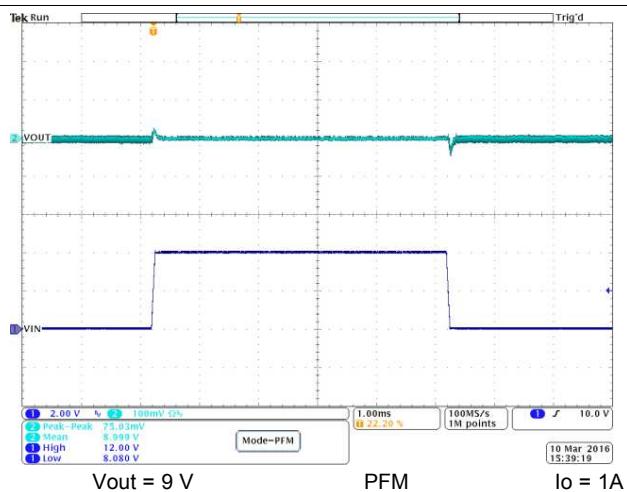 Tek Run Trig'd
T
T
2 VOUT
1 VIN
1 2.00 V 2 100mV 1.00ms 100MS/s 1 10.0 V
T 22.20 % 1M points
2 Peak-Peak 75.03mV
2 Mean 8.990 V
1 High 12.00 V
1 Low 8.080 V
Mode-PFM
10 Mar 2016
15:39:19
Vout = 9 V PFM Io = 1A